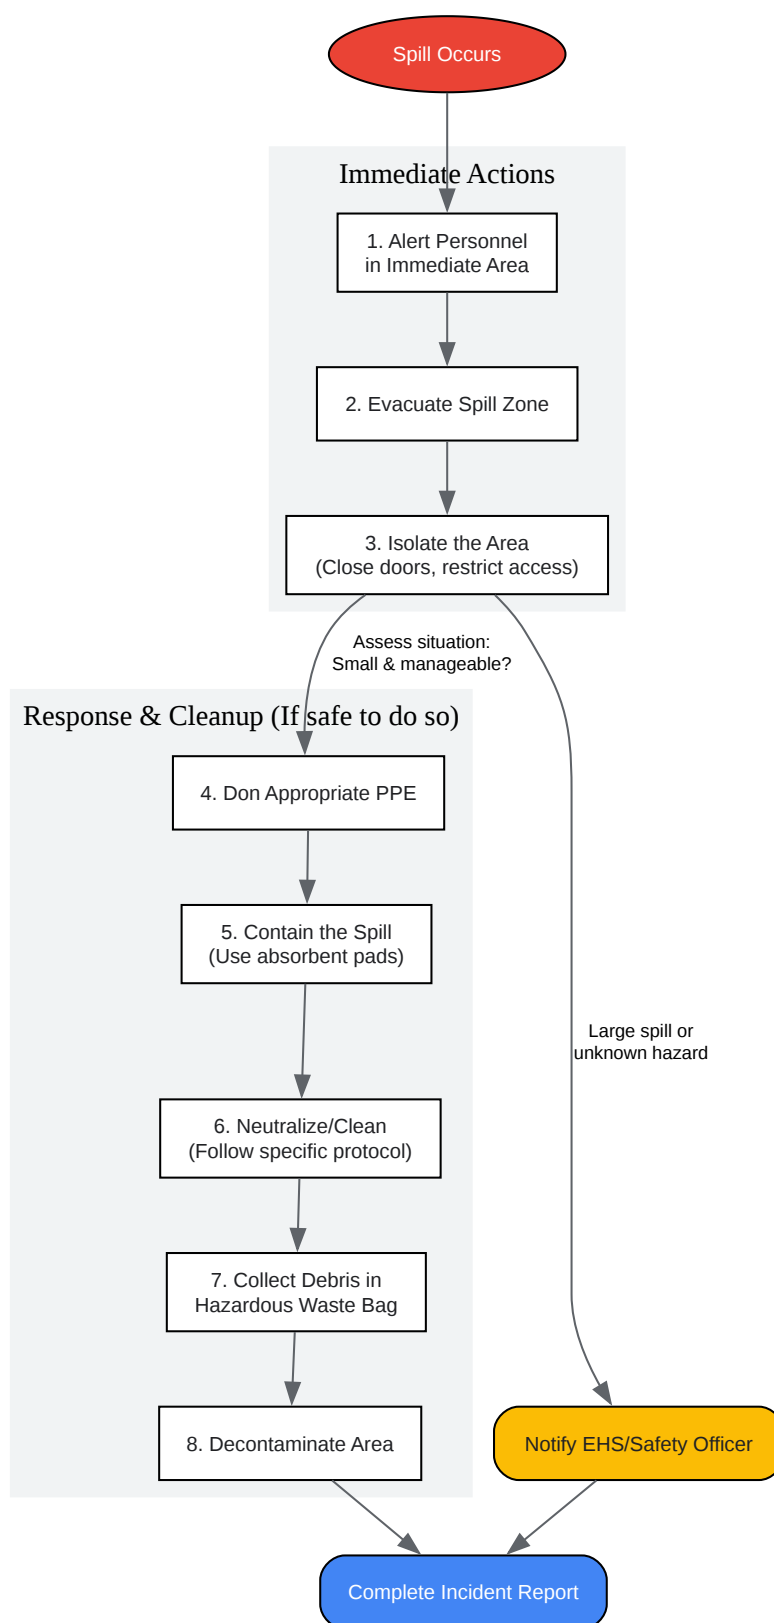 Spill Occurs
Immediate Actions
1. Alert Personnel
in Immediate Area
2. Evacuate Spill Zone
3. Isolate the Area
(Close doors, restrict access)
Assess situation:
Small & manageable?
Response & Cleanup (If safe to do so)
4. Don Appropriate PPE
5. Contain the Spill
(Use absorbent pads)
Large spill or
unknown hazard
6. Neutralize/Clean
(Follow specific protocol)
7. Collect Debris in
Hazardous Waste Bag
8. Decontaminate Area
Notify EHS/Safety Officer
Complete Incident Report